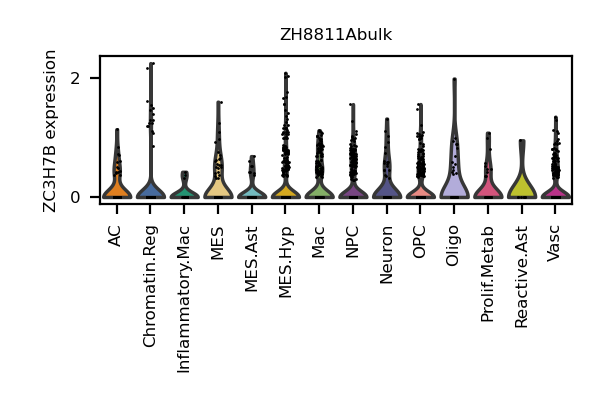 ZH8811Abulk
ZC3H7B expression
2
0
AC
Chromatin.Reg
Inflammatory.Mac
MES
MES.Ast
MES.Hyp
Mac
NPC
Neuron
OPC
Oligo
Prolif.Metab
Reactive.Ast
Vasc